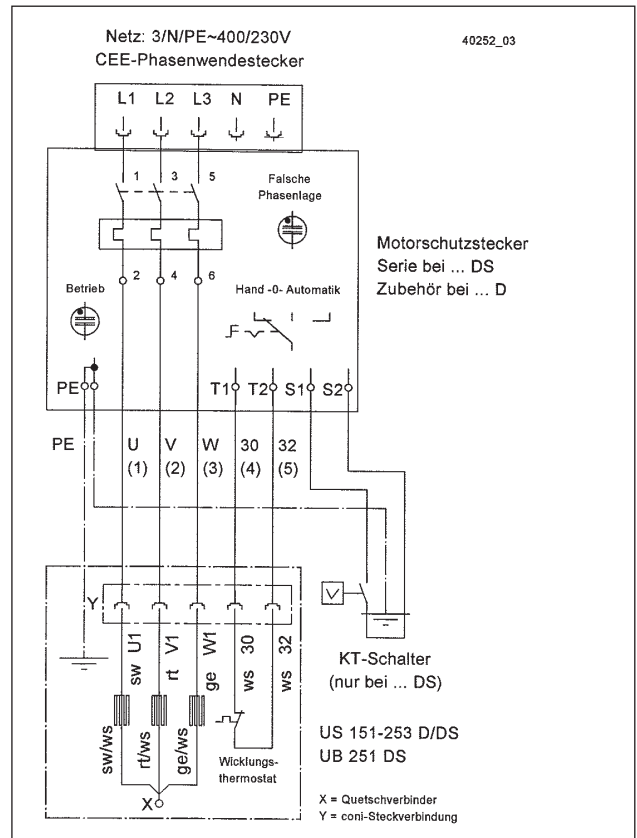 Netz: 3/N/PE~400/230V
40252_03
CEE-Phasenwendestecker
L1 L2 L3 N PE
1 3 5
Falsche
Phasenlage
Motorschutzstecker
Serie bei ... DS
Zubehör bei ... D
2 4 6
Betrieb
Hand -0- Automatik
PE T1 T2 S1 S2
PE U V W 30 32
(1) (2) (3) (4) (5)
Y
U1 V1 W1 30 32
sw rt ge ws ws
KT-Schalter
(nur bei ... DS)
sw/ws rt/ws ge/ws
Wicklungs-
thermostat
US 151-253 D/DS
UB 251 DS
X
X = Quetschverbinder
Y = coni-Steckverbindung